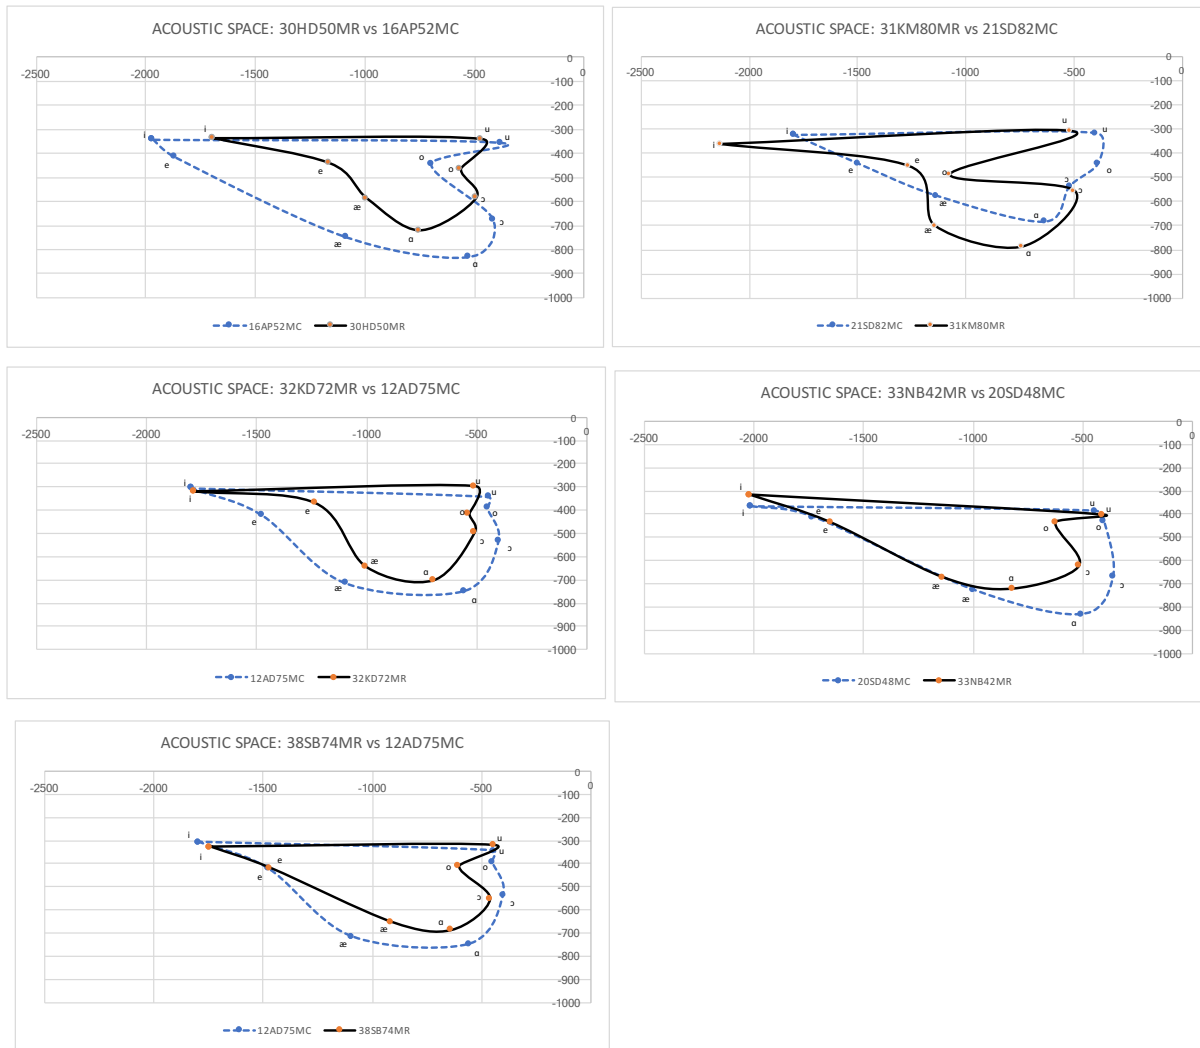 ACOUSTIC SPACE: 30HD50MR vs 16AP52MC
-2500 -2000 -1500 -1000 -500 0
0
-100
-200
-300
-400
-500
-600
-700
-800
-900
-1000
i i u u
e e o o
æ æ ɔ
ɑ ɑ ɔ
16AP52MC 30HD50MR
ACOUSTIC SPACE: 31KM80MR vs 21SD82MC
-2500 -2000 -1500 -1000 -500 0
0
-100
-200
-300
-400
-500
-600
-700
-800
-900
-1000
i i u u
e e o o
æ æ ɔ ɔ
ɑ ɑ
21SD82MC 31KM80MR
ACOUSTIC SPACE: 32KD72MR vs 12AD75MC
-2500 -2000 -1500 -1000 -500 0
0
-100
-200
-300
-400
-500
-600
-700
-800
-900
-1000
i i u u
e e o o
æ æ ɔ ɔ
ɑ ɑ
12AD75MC 32KD72MR
ACOUSTIC SPACE: 33NB42MR vs 20SD48MC
-2500 -2000 -1500 -1000 -500 0
0
-100
-200
-300
-400
-500
-600
-700
-800
-900
-1000
i i u u
e e o o
æ æ ɑ ɔ
ɑ
20SD48MC 33NB42MR
ACOUSTIC SPACE: 38SB74MR vs 12AD75MC
-2500 -2000 -1500 -1000 -500 0
0
-100
-200
-300
-400
-500
-600
-700
-800
-900
-1000
i i u u
e e o o
æ æ ɔ ɔ
ɑ ɑ
12AD75MC 38SB74MR